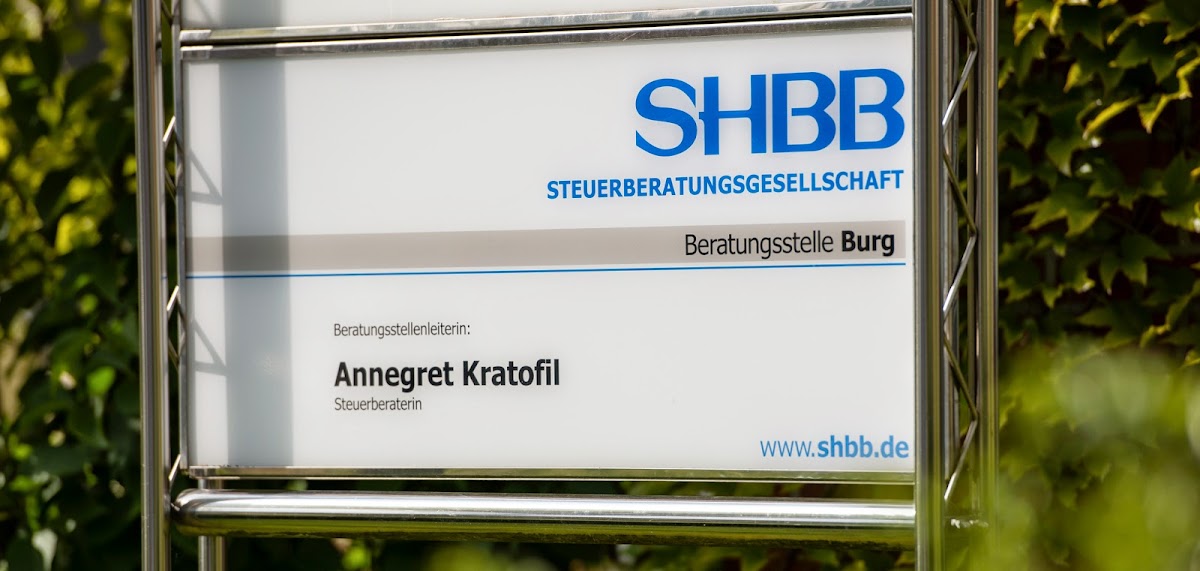 SHBB
STEUERBERATUNGSGESELLSCHAFT
Beratungsstelle Burg
Beratungsstellenleiterin:
Annegret Kratofil
Steuerberaterin
www.shbb.de